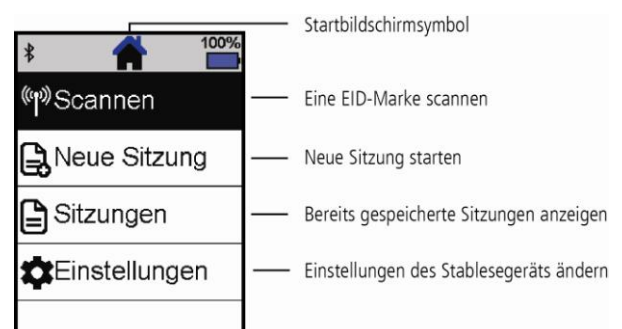 Startbildschirmsymbol
100%
Scannen
Eine EID-Marke scannen
Neue Sitzung
Neue Sitzung starten
Sitzungen
Bereits gespeicherte Sitzungen anzeigen
Einstellungen
Einstellungen des Stablesegeräts ändern